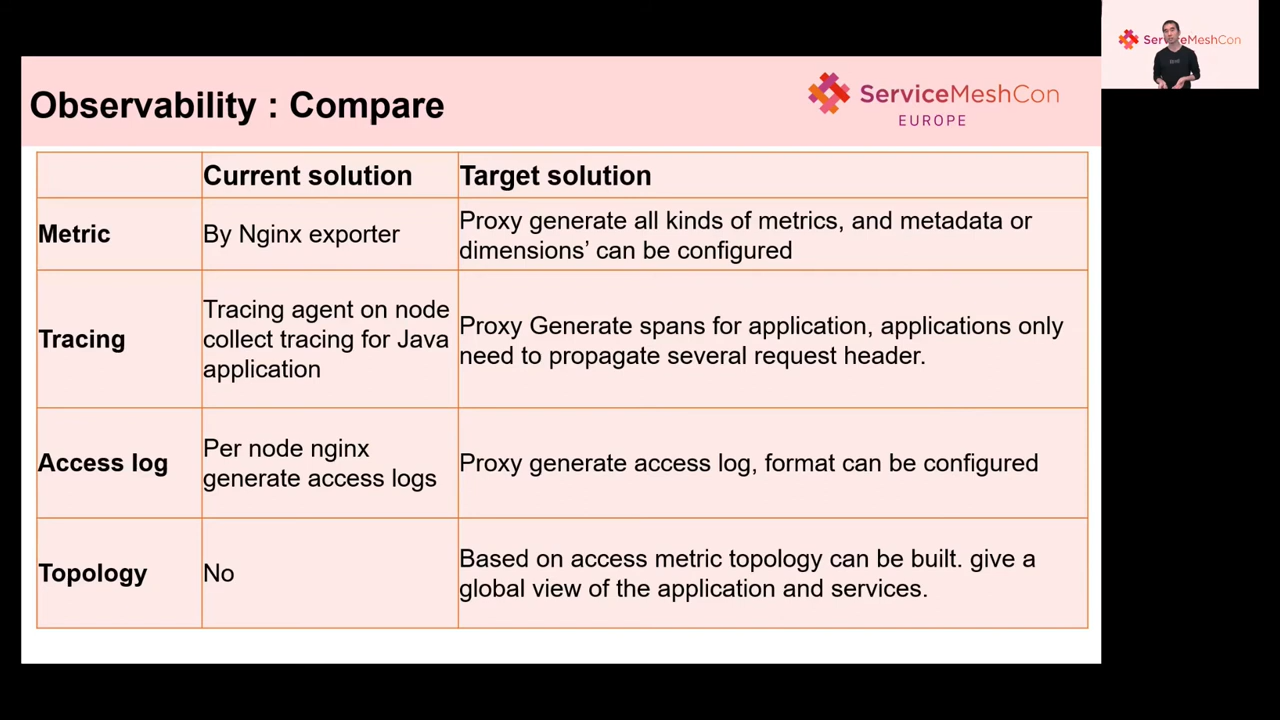 Observability : Compare
ServiceMeshCon
EUROPE
ServiceMeshCon
Current solution
Target solution
Metric
By Nginx exporter
Proxy generate all kinds of metrics, and metadata or
dimensions’ can be configured
Tracing
Tracing agent on node
collect tracing for Java
application
Proxy Generate spans for application, applications only
need to propagate several request header.
Access log
Per node nginx
generate access logs
Proxy generate access log, format can be configured
Topology
No
Based on access metric topology can be built. give a
global view of the application and services.